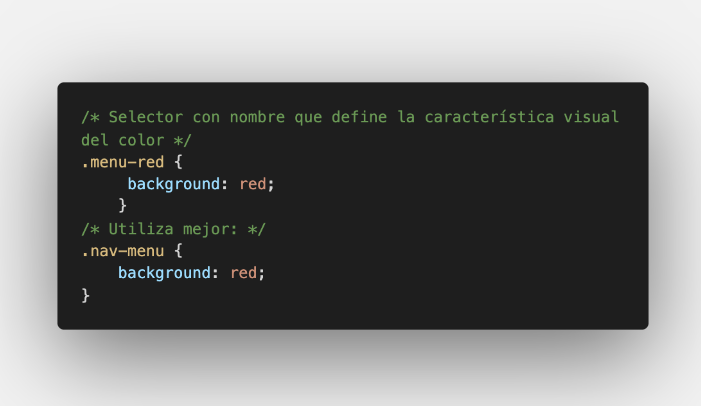 /* Selector con nombre que define la característica visual
del color */
.menu-red {
     background: red;
    }
/* Utiliza mejor: */
.nav-menu {
    background: red;
}